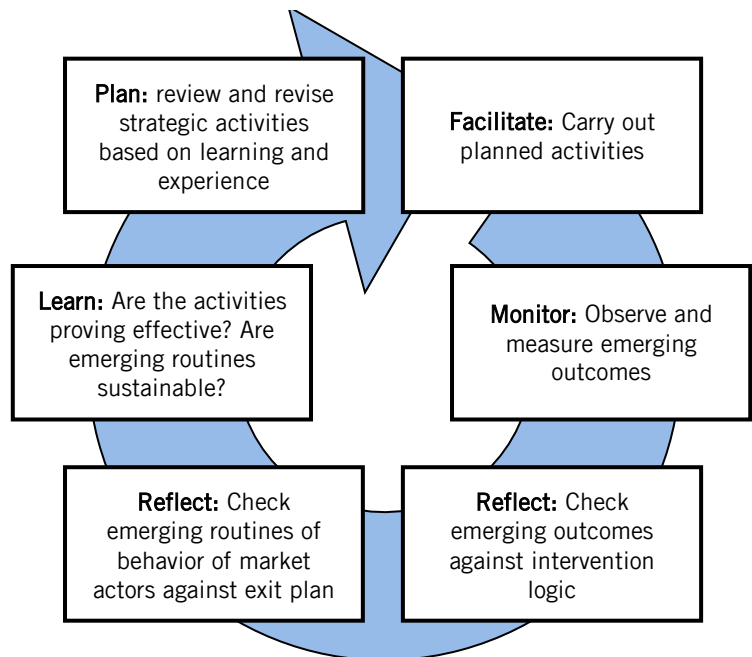 Plan: review and revise
strategic activities
based on learning and
experience
Facilitate: Carry out
planned activities
Learn: Are the activities
proving effective? Are
emerging routines
sustainable?
Monitor: Observe and
measure emerging
outcomes
Reflect: Check
emerging routines of
behavior of market
actors against exit plan
Reflect: Check
emerging outcomes
against intervention
logic